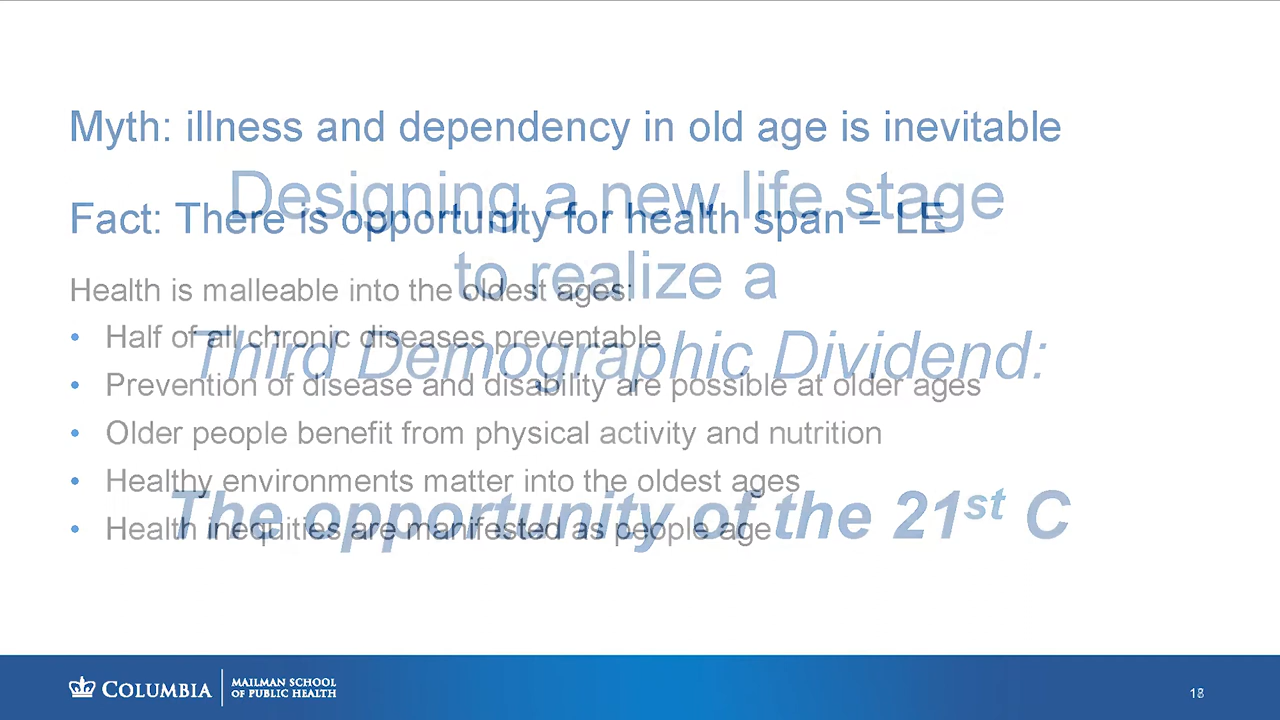 Myth: illness and dependency in old age is inevitable
Fact: There is opportunity for health span = LE
Health is malleable into the oldest ages:
• Half of all chronic diseases preventable
• Prevention of disease and disability are possible at older ages
• Older people benefit from physical activity and nutrition
• Healthy environments matter into the oldest ages
• Health inequities are manifested as people age
Designing a new life stage
to realize a
Third Demographic Dividend:
The opportunity of the 21st C
COLUMBIA
MAILMAN SCHOOL
OF PUBLIC HEALTH